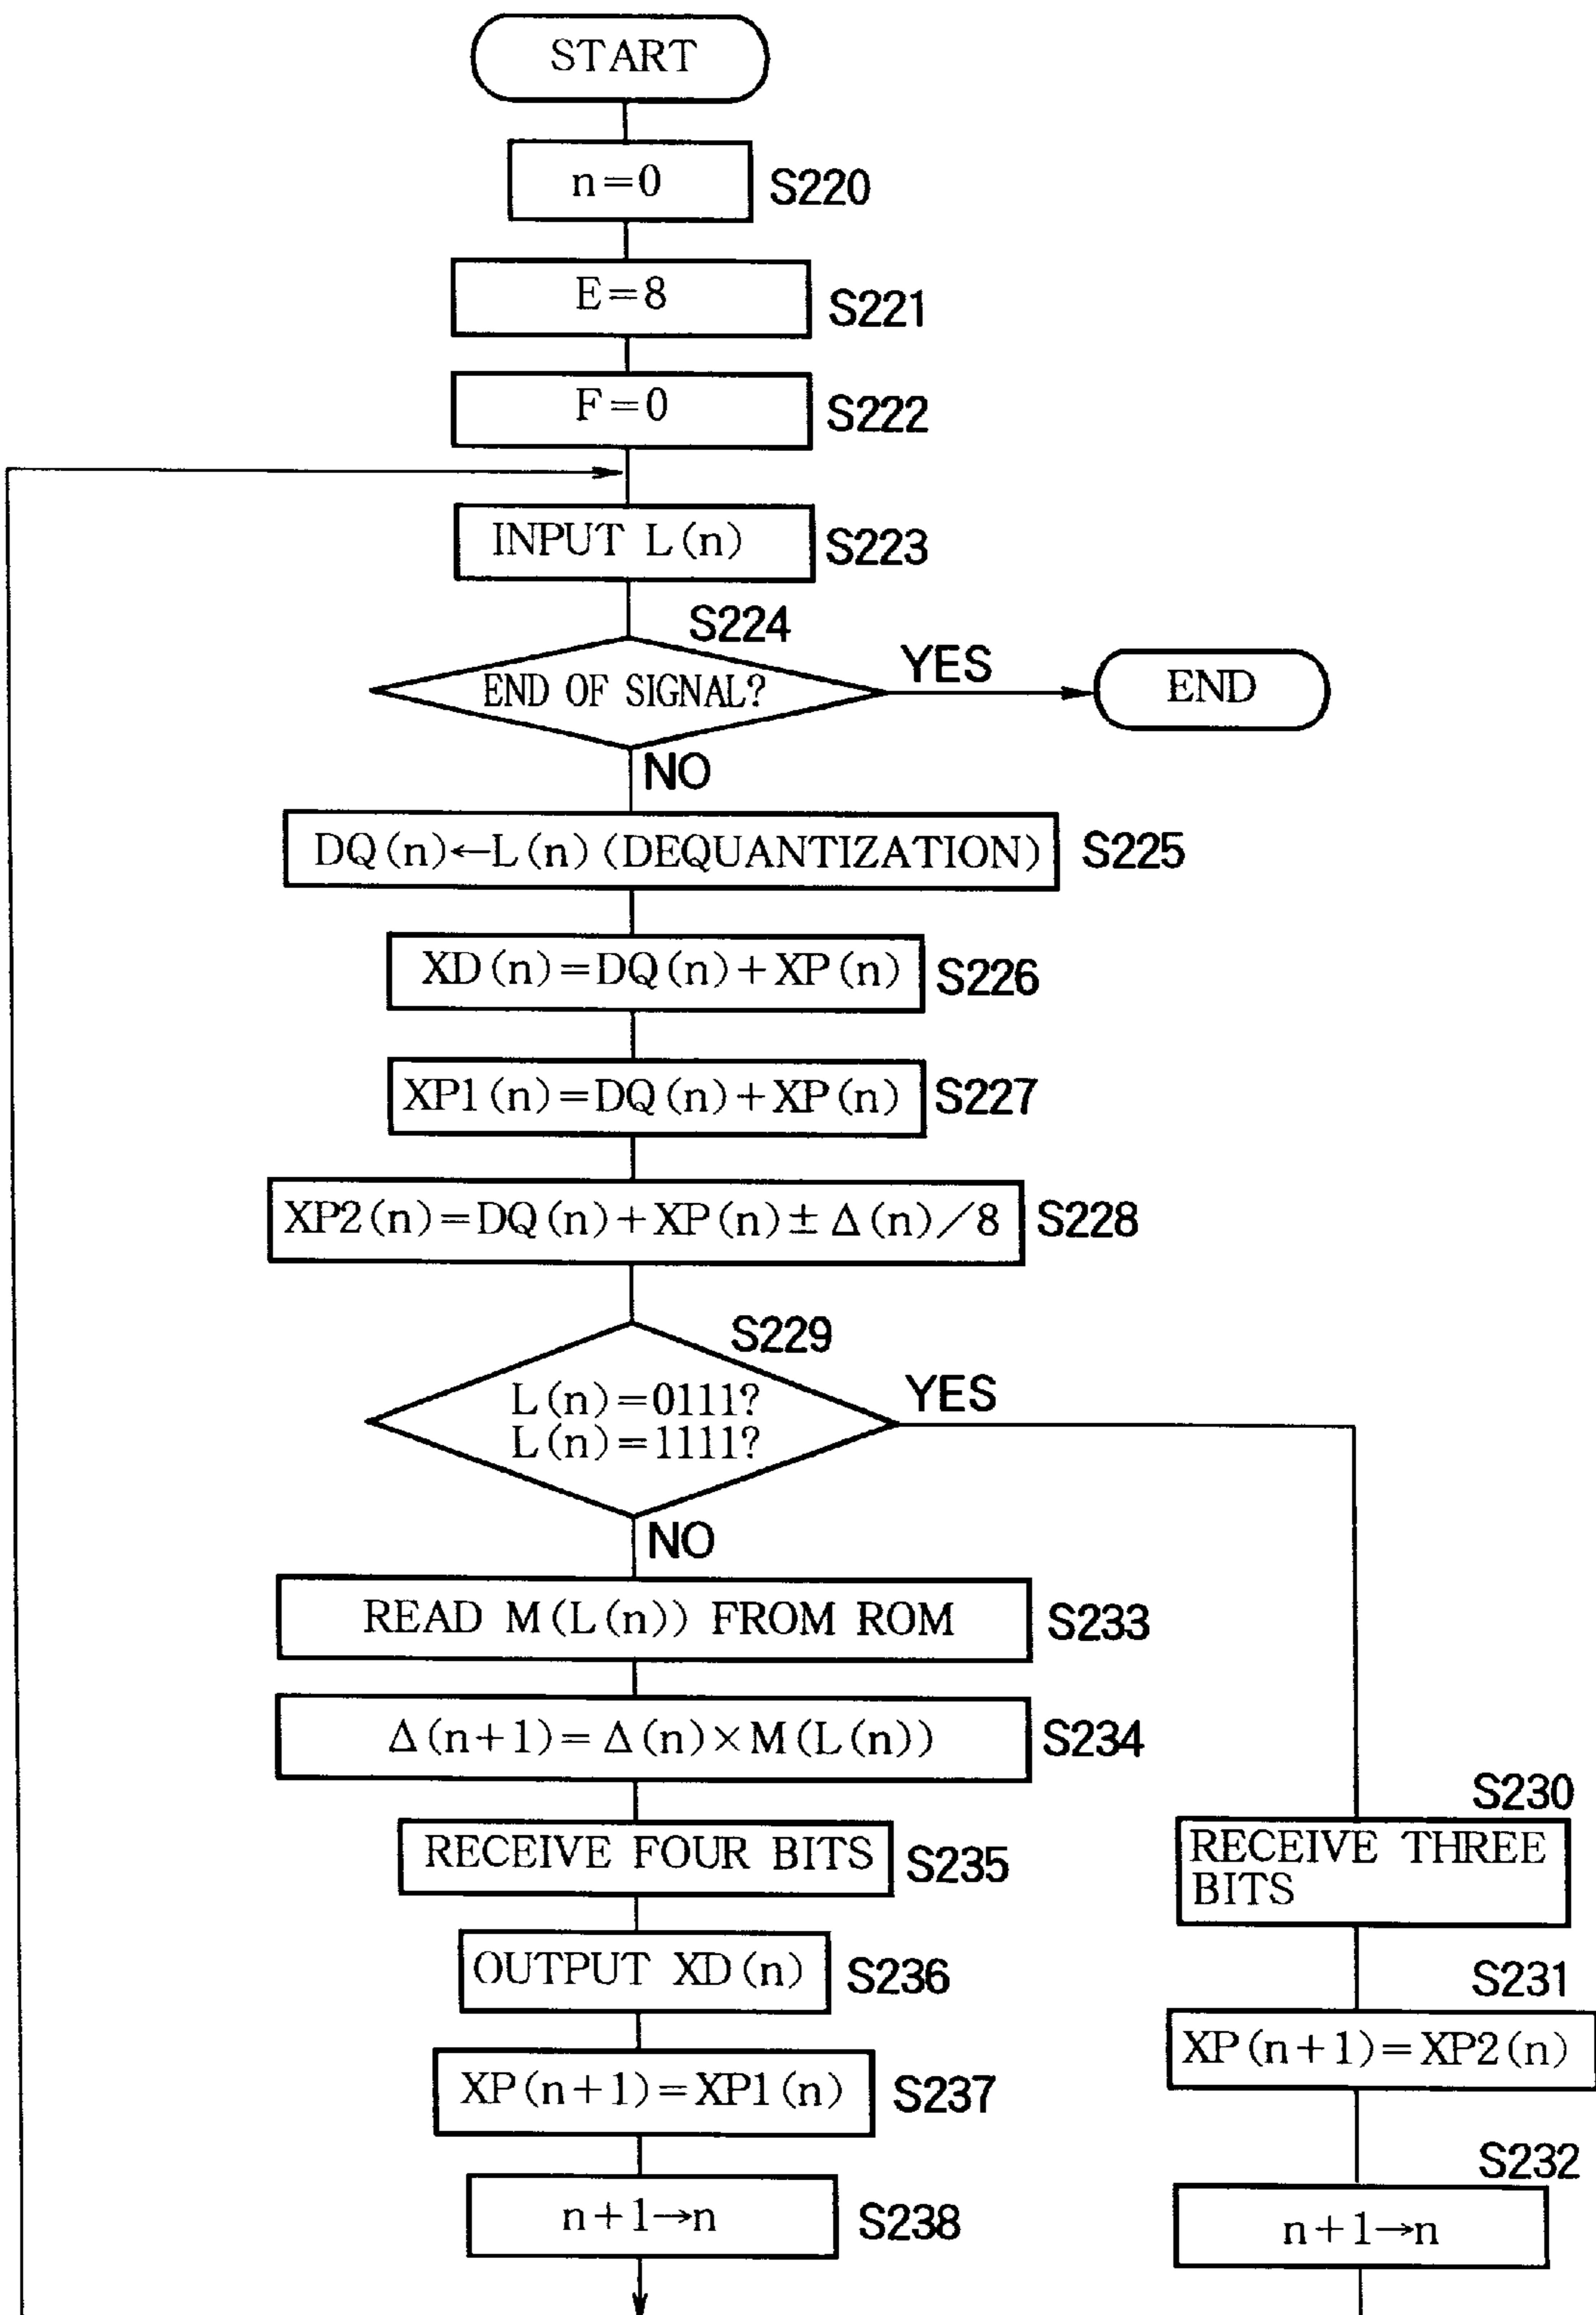 START
n=0 S220
E=8 S221
F=0 S222
INPUT L(n) S223
S224
END OF SIGNAL? YES END
NO
DQ(n)←L(n) (DEQUANTIZATION) S225
XD(n)=DQ(n)+XP(n) S226
XP1(n)=DQ(n)+XP(n) S227
XP2(n)=DQ(n)+XP(n)±Δ(n)/8 S228
S229
L(n)=0111? YES
L(n)=1111?
NO
READ M(L(n)) FROM ROM S233
Δ(n+1)=Δ(n)×M(L(n)) S234
RECEIVE FOUR BITS S235
OUTPUT XD(n) S236
XP(n+1)=XP1(n) S237
n+1→n S238
S230
RECEIVE THREE
BITS
S231
XP(n+1)=XP2(n)
S232
n+1→n